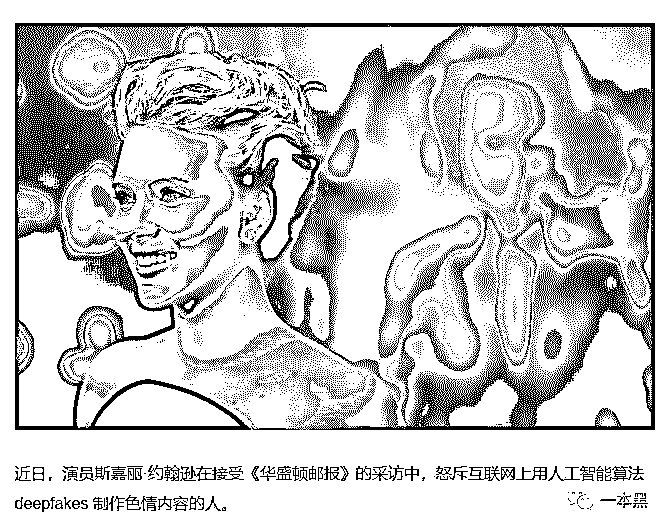 近日，演员斯嘉丽·约翰逊在接受《华盛顿邮报》的采访中，怒斥互联网上用人工智能算法
deepfakes 制作色情内容的人。
一本黑